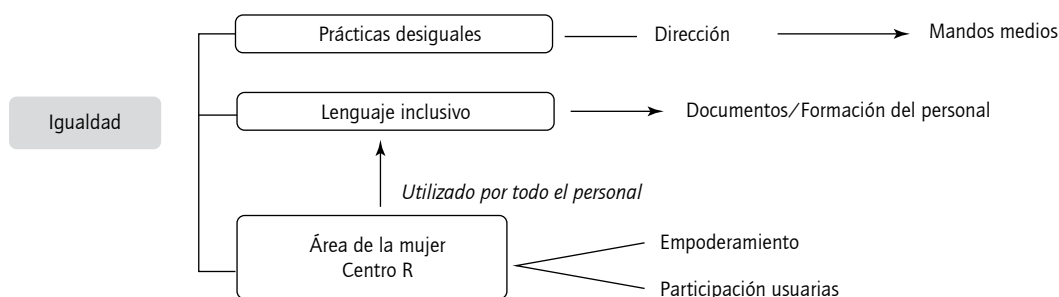 Prácticas desiguales
Dirección
Mandos medios
Igualdad
Lenguaje inclusivo
Documentos/Formación del personal
Utilizado por todo el personal
Área de la mujer
Centro R
Empoderamiento
Participación usuarias